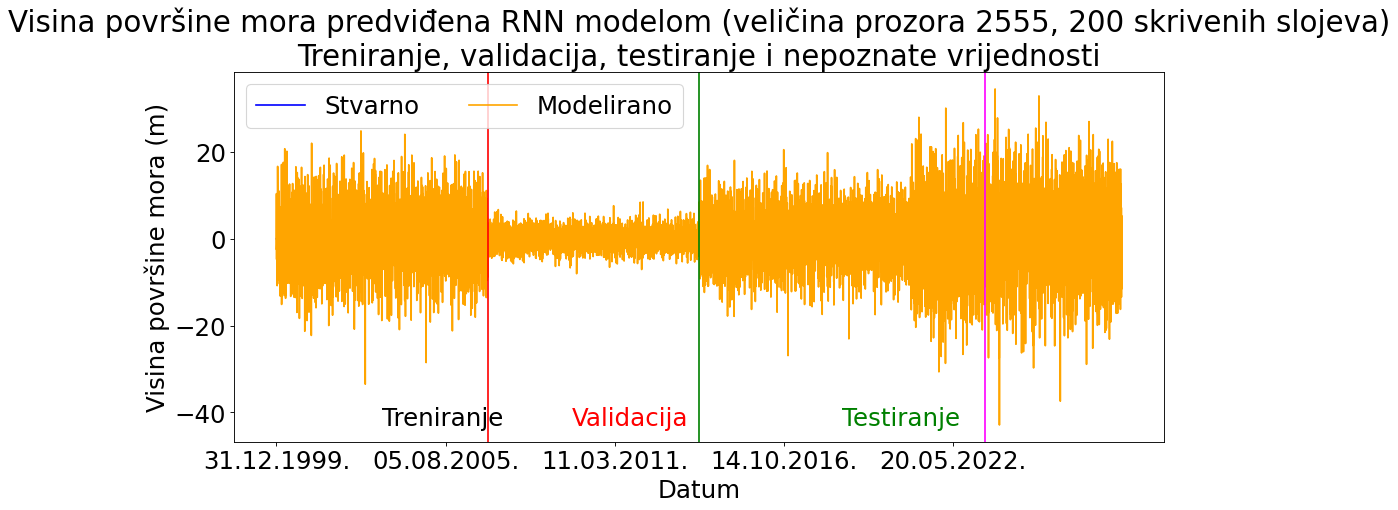 Visina površine mora predviđena RNN modelom (veličina prozora 2555, 200 skrivenih slojeva)
Treniranje, validacija, testiranje i nepoznate vrijednosti
Stvarno Modelirano
Visina površine mora (m)
20
0
−20
−40
Treniranje Validacija Testiranje
31.12.1999. 05.08.2005. 11.03.2011. 14.10.2016. 20.05.2022.
Datum